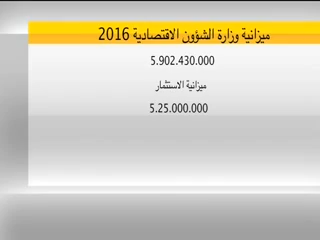 ميزانية وزارة الشؤون الاقتصادية 2016
5.902.430.000
ميزانية الاستثمار
5.25.000.000